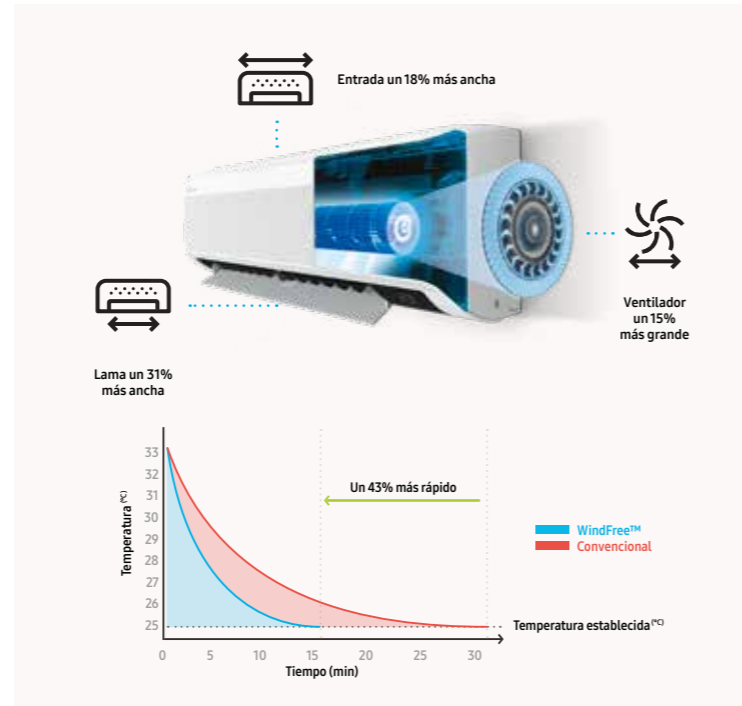 Entrada un 18% más ancha
Ventilador
un 15%
más grande
Lama un 31%
más ancha
Temperatura (ºC)
33
32
31
30
29
28
27
26
25
Un 43% más rápido
WindFree™
Convencional
Temperatura establecida (ºC)
0 5 10 15 20 25 30
Tiempo (min)